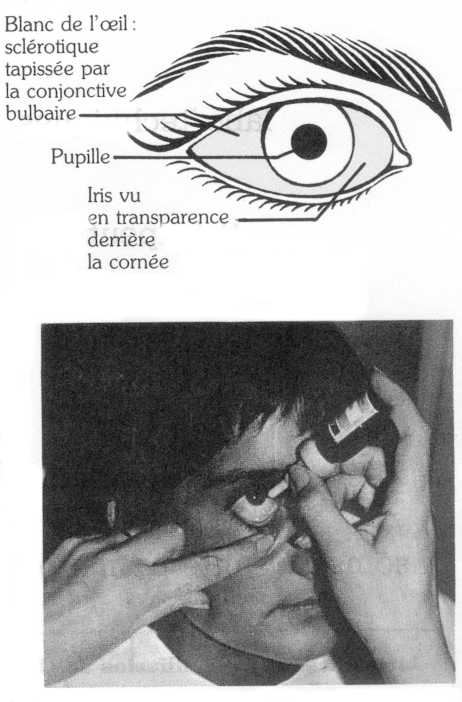 Blanc de l'œil :
sclérotique
tapissée par
la conjonctive
bulbaire
Pupille
Iris vu
en transparence
derrière
la cornée